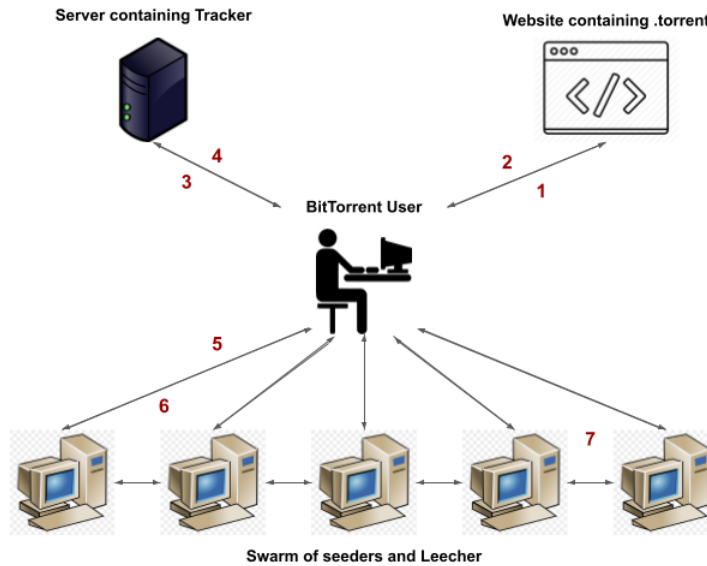 Server containing Tracker
Website containing .torrent
</>
4
3
2
1
BitTorrent User
5
6
7
Swarm of seeders and Leecher